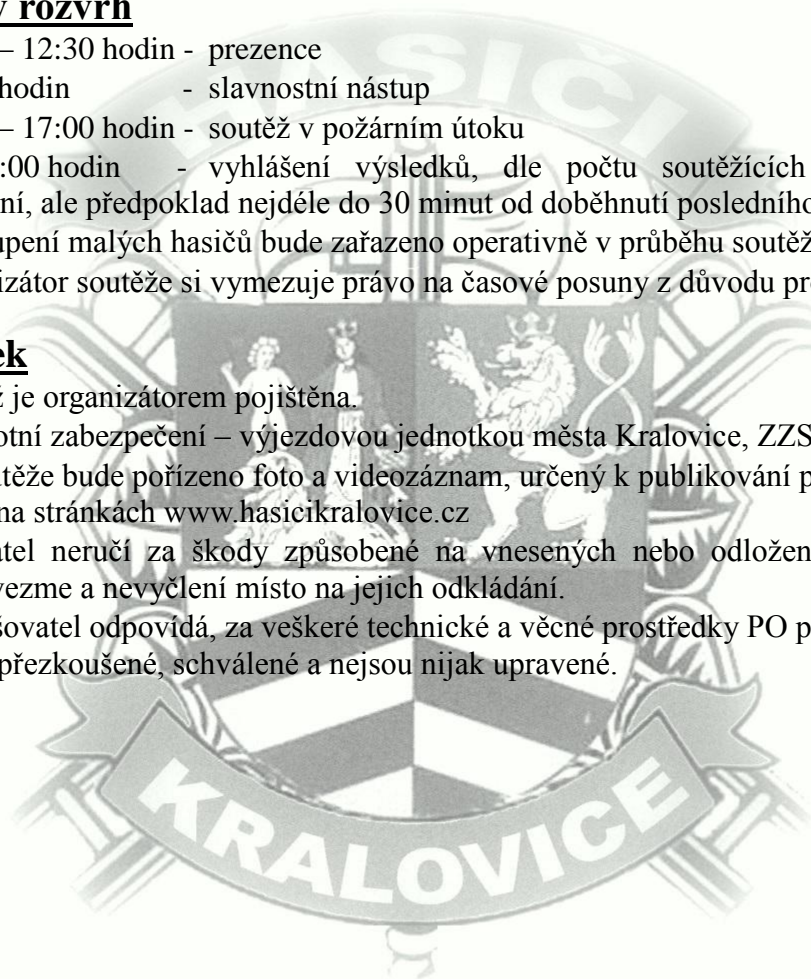 HASIČI
ý rozvrh
– 12:30 hodin - prezence
hodin - slavnostní nástup
– 17:00 hodin - soutěž v požárním útoku
:00 hodin - vyhlášení výsledků, dle počtu soutěžících
ní, ale předpoklad nejdéle do 30 minut od doběhnutí posledního
upení malých hasičů bude zařazeno operativně v průběhu soutěž
izátor soutěže si vymezuje právo na časové posuny z důvodu pr
ek
ž je organizátorem pojištěna.
otní zabezpečení – výjezdovou jednotkou města Kralovice, ZZS
utěže bude pořízeno foto a videozáznam, určený k publikování p
na stránkách www.hasicikralovice.cz
atel neručí za škody způsobené na vnesených nebo odložen
vezme a nevyčlení místo na jejich odkládání.
šovatel odpovídá, za veškeré technické a věcné prostředky PO p
přezkoušené, schválené a nejsou nijak upravené.
KRALOVICE